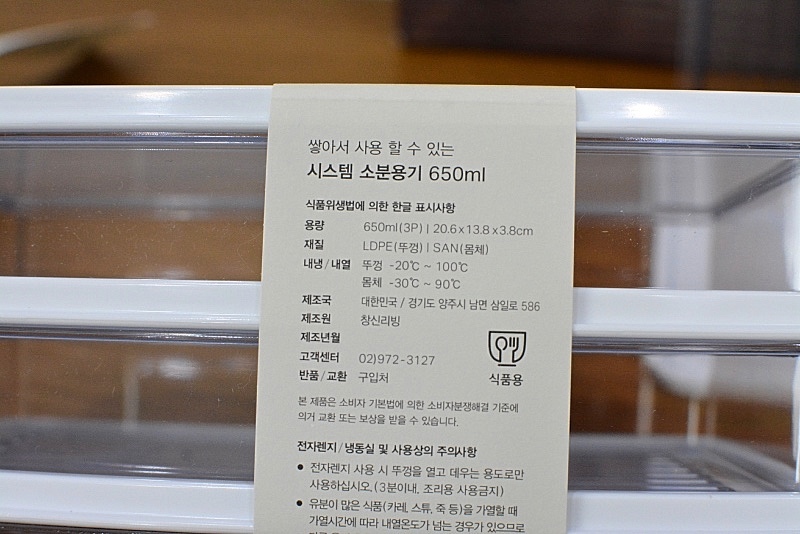 쌓아서 사용 할 수 있는
시스템 소분용기 650ml
식품위생법에 의한 한글 표시사항
용량 650ml(3P) | 20.6x13.8x3.8cm
재질 LDPE(뚜껑) | SAN(몸체)
내냉/내열 뚜껑 -20℃ ~ 100℃
몸체 -30℃ ~ 90℃
제조국 대한민국 / 경기도 양주시 남면 삼일로 586
제조원 창신리빙
제조년월
고객센터 02)972-3127
반품/교환 구입처
식품용
본 제품은 소비자 기본법에 의한 소비자분쟁해결 기준에
의거 교환 또는 보상을 받을 수 있습니다.
전자렌지/냉동실 및 사용상의 주의사항
• 전자렌지 사용 시 뚜껑을 열고 데우는 용도로만
사용하십시오.(3분이내, 조리용 사용금지)
• 유분이 많은 식품(카레, 스튜, 죽 등)을 가열할 때
가열시간에 따라 내열온도가 넘는 경우가 있으므로